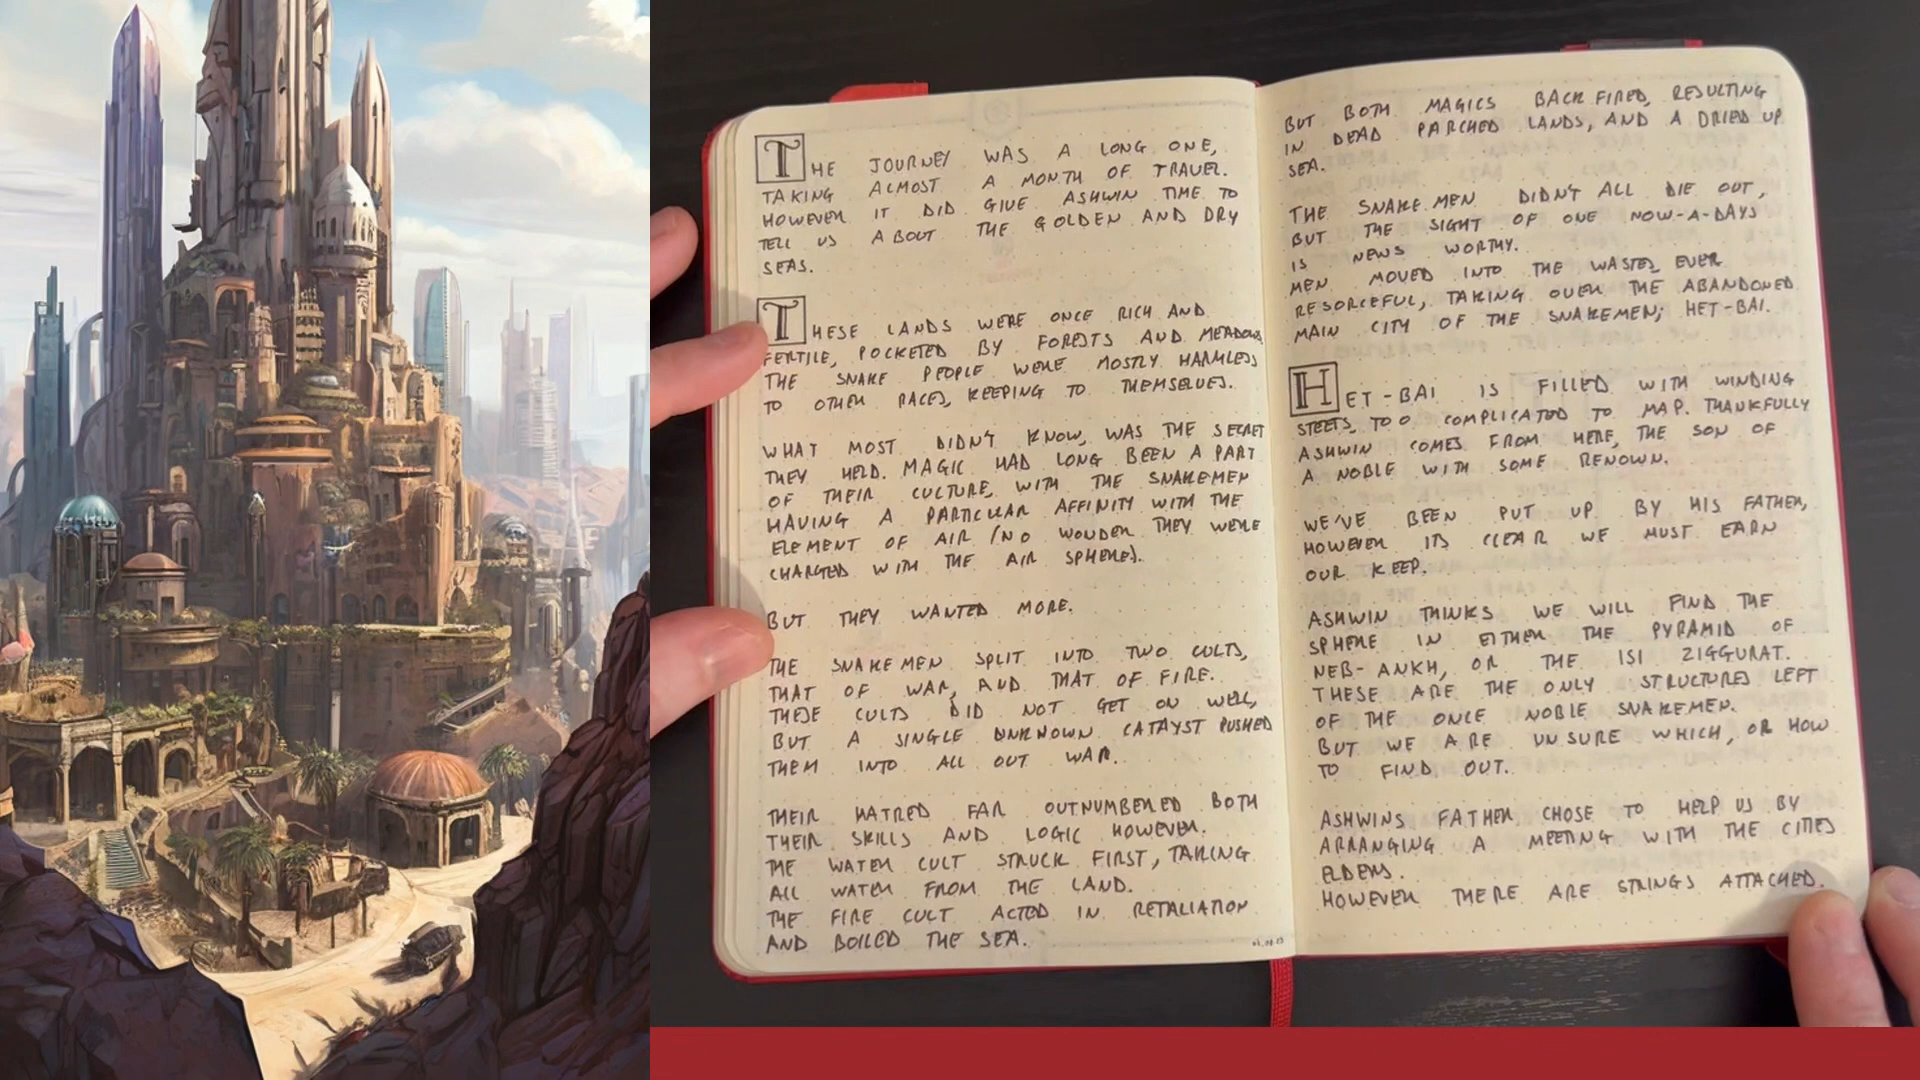 THE JOURNEY WAS A LONG ONE,
TAKING ALMOST A MONTH OF TRAVEL.
HOWEVER IT DID GIVE ASHWIN TIME TO
TELL US ABOUT THE GOLDEN AND DRY
SEAS.
THESE LANDS WERE ONCE RICH AND
FERTILE, POCKETED BY FORESTS AND MEADOWS
THE SNAKE PEOPLE WERE MOSTLY HARMLESS
TO OTHER RACES, KEEPING TO THEMSELVES.
WHAT MOST DIDN'T KNOW, WAS THE SECRET
THEY HELD. MAGIC HAD LONG BEEN A PART
OF THEIR CULTURE, WITH THE SNAKEMEN
HAVING A PARTICULAR AFFINITY WITH THE
ELEMENT OF AIR (NO WONDER THEY WERE
CHARGED WITH THE AIR SPHERE).
BUT THEY WANTED MORE.
THE SNAKEMEN SPLIT INTO TWO CULTS,
THAT OF WAR, AND THAT OF FIRE.
THESE CULTS DID NOT GET ON WELL,
BUT A SINGLE UNKNOWN CATAYST PUSHED
THEM INTO ALL OUT WAR.
THEIR HATRED FAR OUTNUMBERED BOTH
THEIR SKILLS AND LOGIC HOWEVER.
THE WATER CULT STRUCK FIRST, TAKING
ALL WATER FROM THE LAND.
THE FIRE CULT ACTED IN RETALIATION
AND BOILED THE SEA.
BUT BOTH MAGICS BACKFIRED, RESULTING
IN DEAD PARCHED LANDS, AND A DRIED UP
SEA.
THE SNAKEMEN DIDN'T ALL DIE OUT,
BUT THE SIGHT OF ONE NOW-A-DAYS
IS NEWS WORTHY.
MEN MOVED INTO THE WASTES, EVER
RESORCEFUL, TAKING OVER THE ABANDONED
MAIN CITY OF THE SNAKEMEN; HET-BAI.
HET-BAI IS FILLED WITH WINDING
STEETS, TOO COMPLICATED TO MAP. THANKFULLY
ASHWIN COMES FROM HERE, THE SON OF
A NOBLE WITH SOME RENOWN.
WE'VE BEEN PUT UP BY HIS FATHER,
HOWEVER ITS CLEAR WE MUST EARN
OUR KEEP.
ASHWIN THINKS WE WILL FIND THE
SPHERE IN EITHER THE PYRAMID OF
NEB-ANKH, OR THE ISI ZIGGURAT.
THESE ARE THE ONLY STRUCTURES LEFT
OF THE ONCE NOBLE SNAKEMEN.
BUT WE ARE UNSURE WHICH, OR HOW
TO FIND OUT.
ASHWINS FATHER CHOSE TO HELP US BY
ARRANGING A MEETING WITH THE CITIES
ELDERS.
HOWEVER THERE ARE STRINGS ATTACHED.